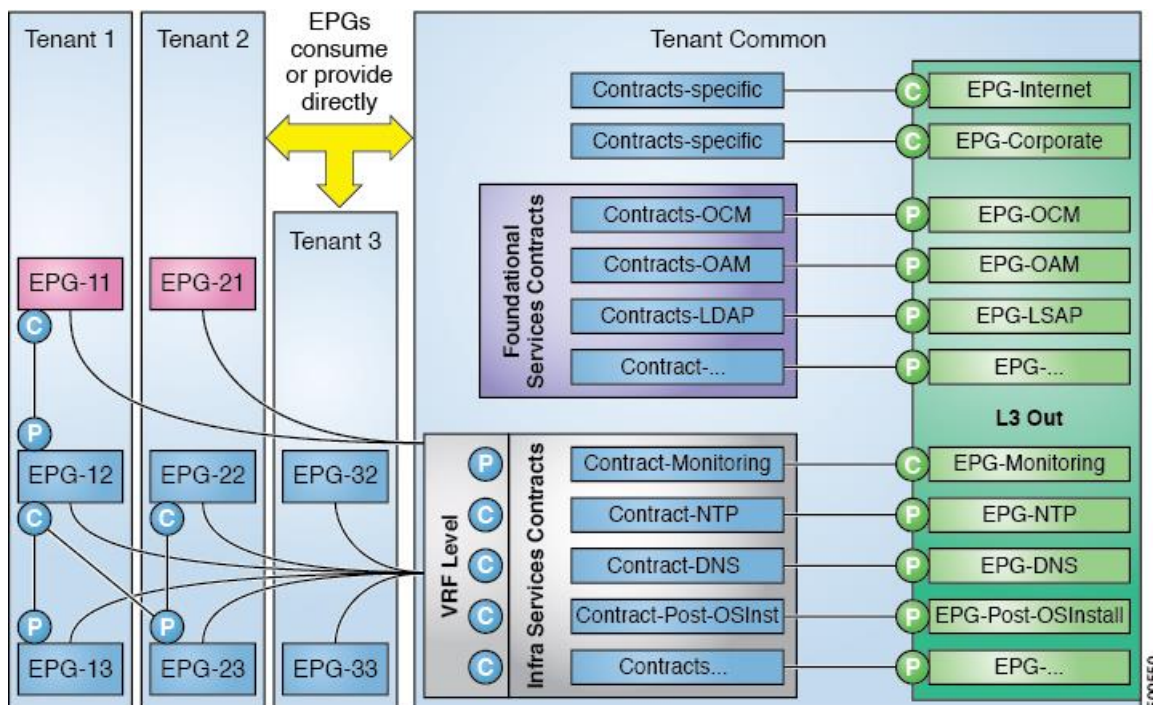 Tenant 1
Tenant 2
EPGs
consume
or provide
directly
Tenant Common
Contracts-specific
C
EPG-Internet
Contracts-specific
C
EPG-Corporate
Foundational
Services Contracts
Contracts-OCM
P
EPG-OCM
Contracts-OAM
P
EPG-OAM
Contracts-LDAP
P
EPG-LSAP
Contract-...
P
EPG-...
L3 Out
Tenant 3
EPG-11
EPG-21
C
P
EPG-12
EPG-22
EPG-32
C
C
P
P
EPG-13
EPG-23
EPG-33
VRF Level
Infra Services Contracts
P
Contract-Monitoring
C
EPG-Monitoring
C
Contract-NTP
P
EPG-NTP
C
Contract-DNS
P
EPG-DNS
C
Contract-Post-OSInst
P
EPG-Post-OSInstall
C
Contracts...
P
EPG-...